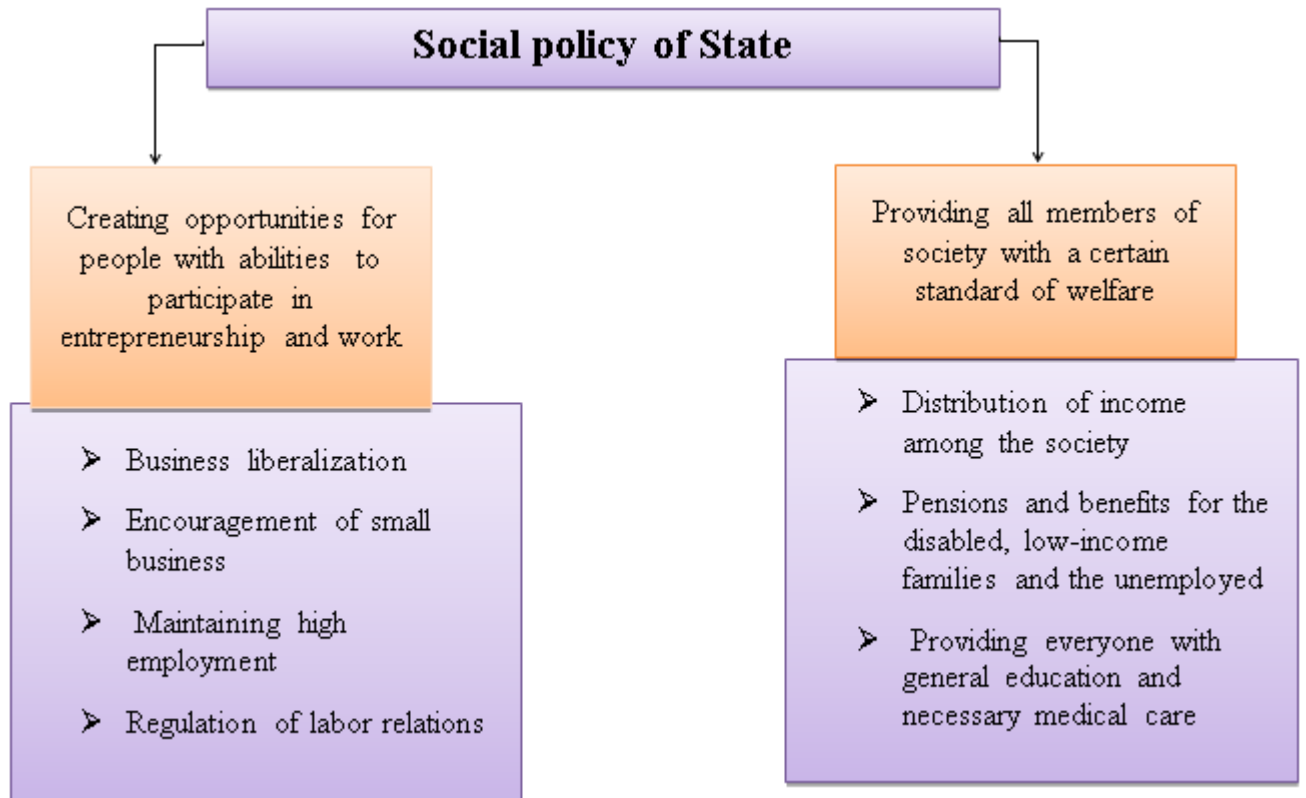 Social policy of State
Creating opportunities for
people with abilities to
participate in
entrepreneurship and work
➢ Business liberalization
➢ Encouragement of small
business
➢ Maintaining high
employment
➢ Regulation of labor relations
Providing all members of
society with a certain
standard of welfare
➢ Distribution of income
among the society
➢ Pensions and benefits for the
disabled, low-income
families and the unemployed
➢ Providing everyone with
general education and
necessary medical care